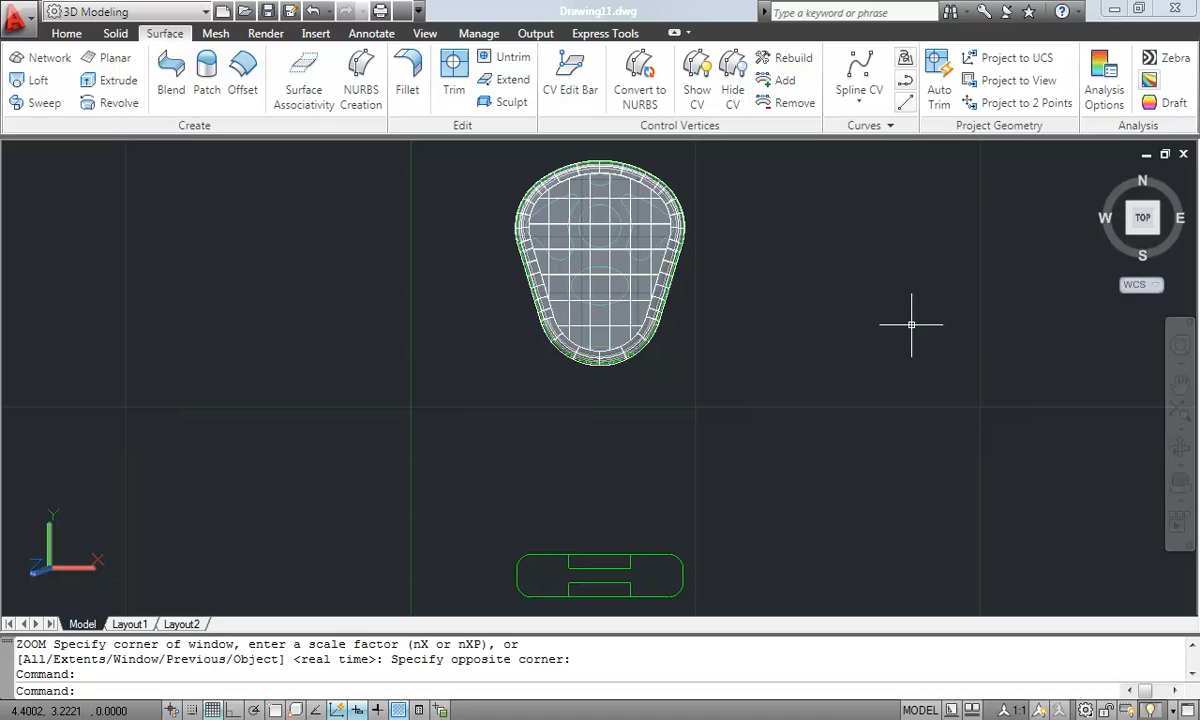 3D Modeling
Drawing11.dwg
Type a keyword or phrase
Home Solid Surface Mesh Render Insert Annotate View Manage Output Express Tools
Network Planar
Loft Extrude
Sweep Revolve
Blend Patch Offset
Surface Associativity
NURBS Creation
Create
Fillet
Trim
Untrim
Extend
Sculpt
Edit
CV Edit Bar
Convert to NURBS
Show CV
Hide CV
Rebuild
Add
Remove
Control Vertices
Spline CV
Curves
Auto Trim
Project to UCS
Project to View
Project to 2 Points
Project Geometry
Analysis Options
Zebra
Draft
Analysis
N
W TOP E
S
WCS
Y
Z X
Model Layout1 Layout2
ZOOM Specify corner of window, enter a scale factor (nX or nXP), or
[All/Extents/Window/Previous/Object] <real time>: Specify opposite corner:
Command:
Command:
4.4002, 3.2221 , 0.0000
MODEL
1:1